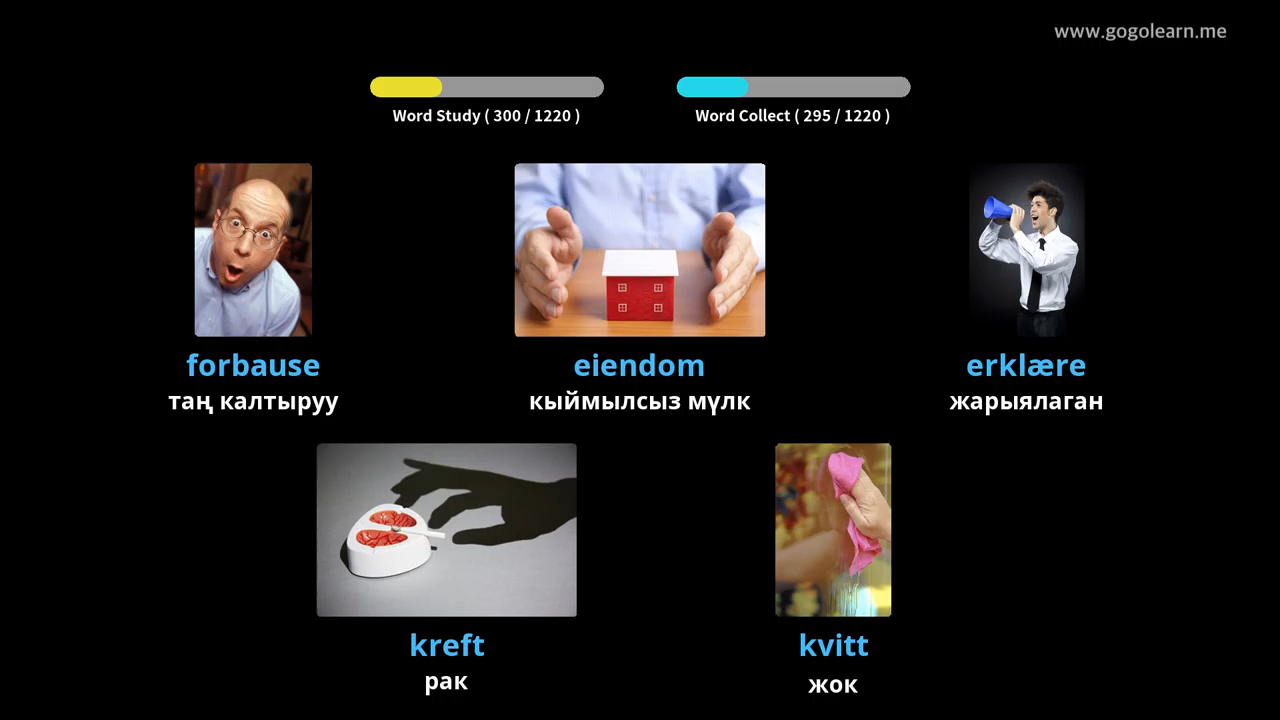 www.gogolearn.me
Word Study ( 300 / 1220 )
Word Collect ( 295 / 1220 )
forbause
таң калтыруу
eiendom
кыймылсыз мүлк
erklære
жарыялаган
kreft
рак
kvitt
жок